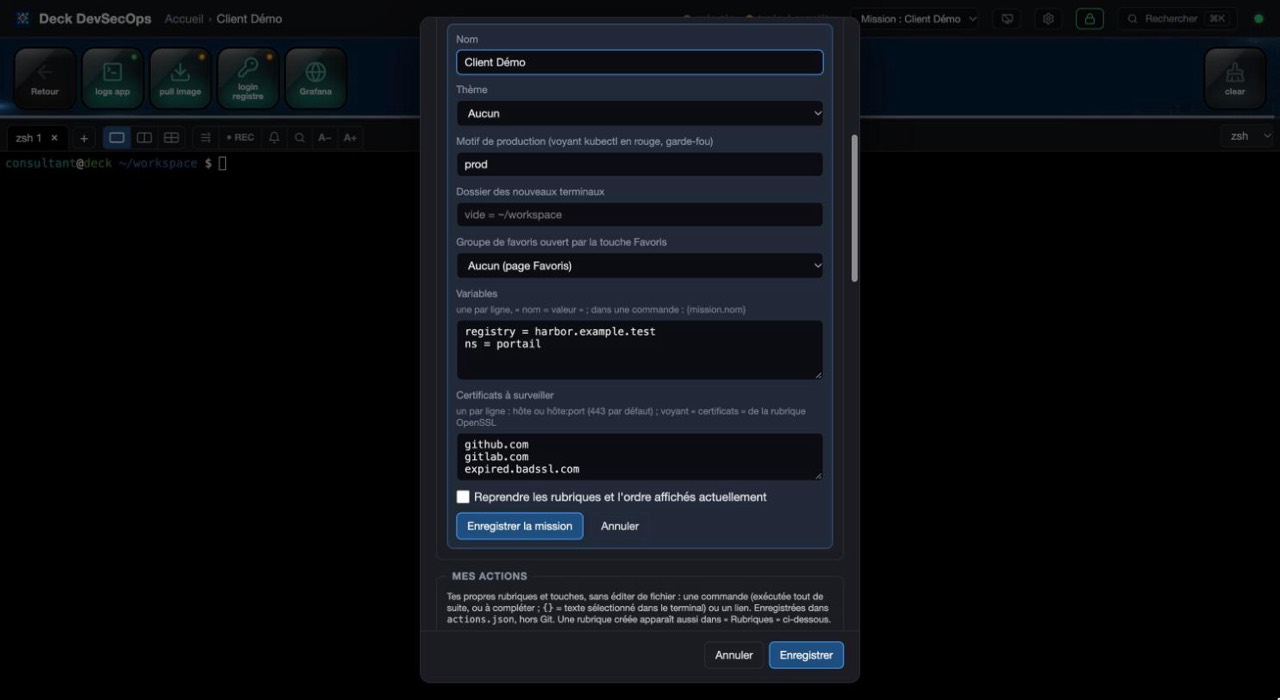 Deck DevSecOps Accueil › Client Démo
Mission : Client Démo
Rechercher ⌘K
Retour
logs app
pull image
login registre
Grafana
clear
zsh 1 ×
+
• REC
A−
A+
zsh
consultant@deck ~/workspace $
Nom
Client Démo
Thème
Aucun
Motif de production (voyant kubectl en rouge, garde-fou)
prod
Dossier des nouveaux terminaux
vide = ~/workspace
Groupe de favoris ouvert par la touche Favoris
Aucun (page Favoris)
Variables
une par ligne, « nom = valeur » ; dans une commande : {mission.nom}
registry = harbor.example.test
ns = portail
Certificats à surveiller
un par ligne : hôte ou hôte:port (443 par défaut) ; voyant « certificats » de la rubrique
OpenSSL
github.com
gitlab.com
expired.badssl.com
Reprendre les rubriques et l'ordre affichés actuellement
Enregistrer la mission
Annuler
MES ACTIONS
Tes propres rubriques et touches, sans éditer de fichier : une commande (exécutée tout de
suite, ou à compléter ; {} = texte sélectionné dans le terminal) ou un lien. Enregistrées dans
actions.json, hors Git. Une rubrique créée apparaît aussi dans « Rubriques » ci-dessous.
Annuler
Enregistrer